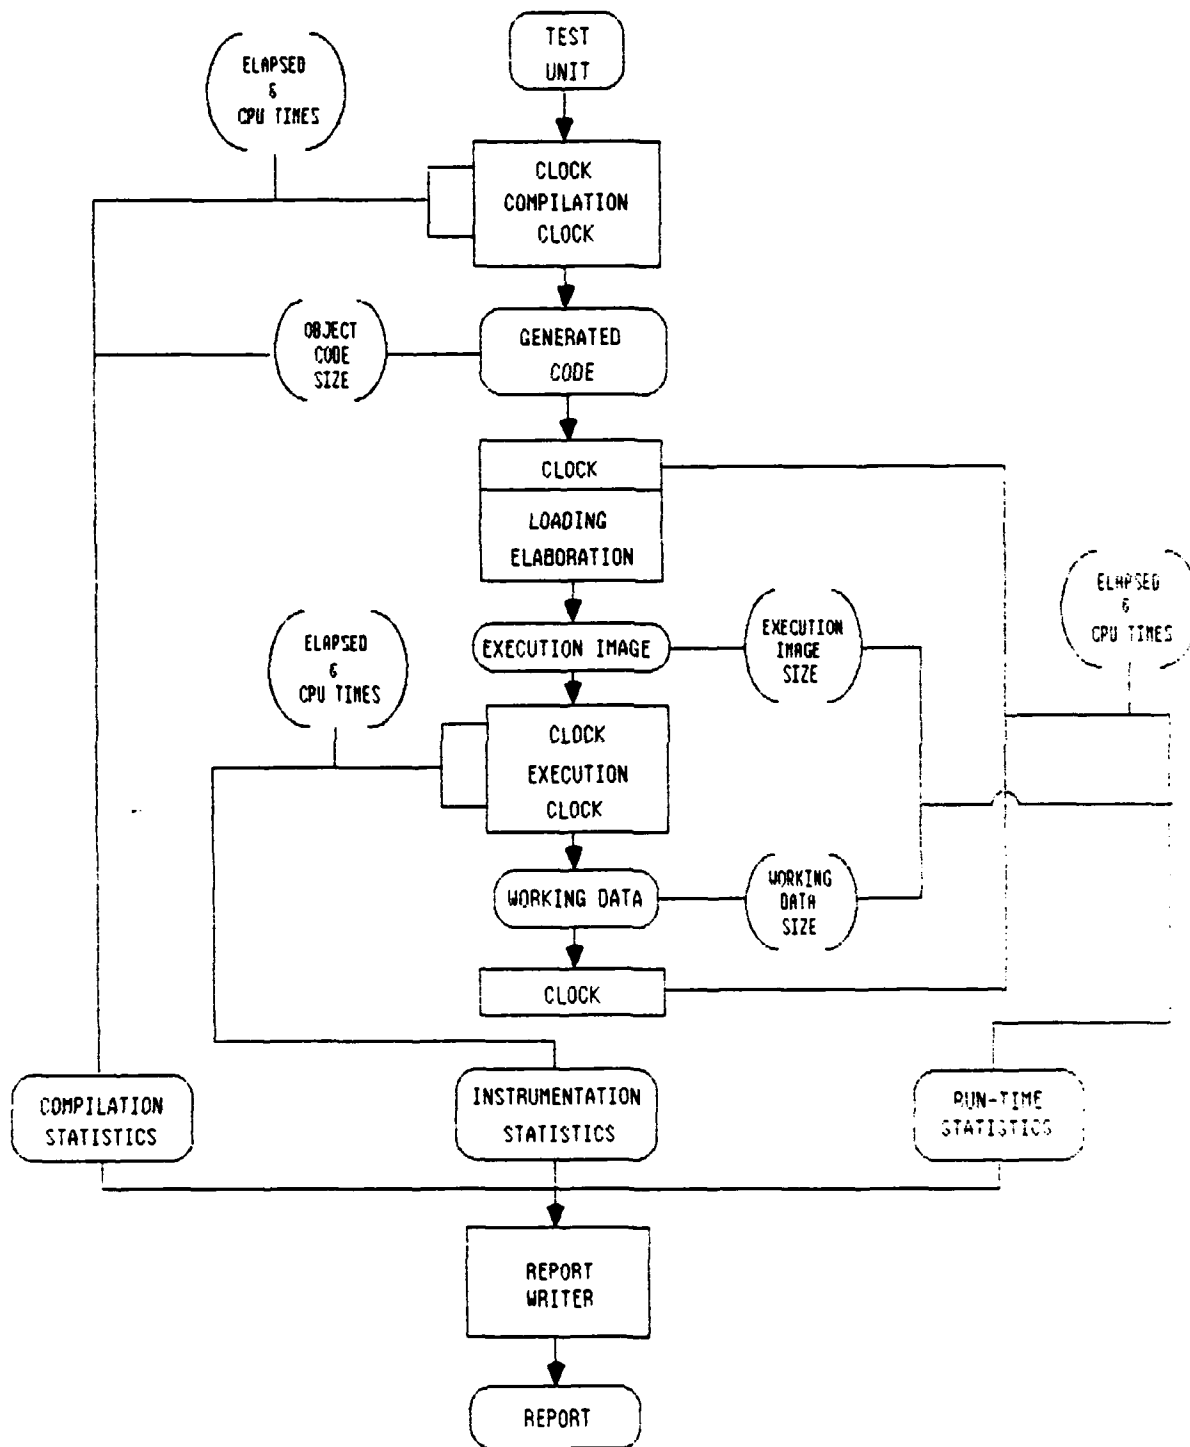 TEST
UNIT
ELAPSED
&
CPU TIMES
CLOCK
COMPILATION
CLOCK
OBJECT
CODE
SIZE
GENERATED
CODE
CLOCK
LOADING
ELABORATION
ELAPSED
&
CPU TIMES
EXECUTION IMAGE
EXECUTION
IMAGE
SIZE
ELAPSED
&
CPU TIMES
CLOCK
EXECUTION
CLOCK
WORKING DATA
WORKING
DATA
SIZE
CLOCK
COMPILATION
STATISTICS
INSTRUMENTATION
STATISTICS
RUN-TIME
STATISTICS
REPORT
WRITER
REPORT